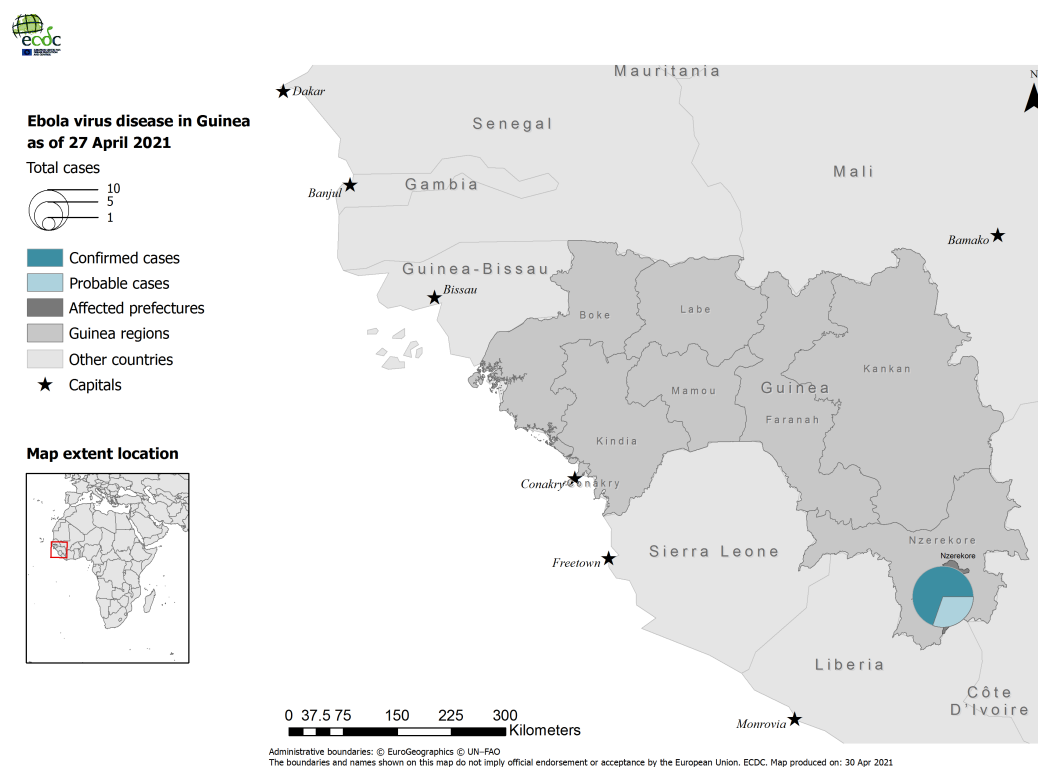 ecdc
Ebola virus disease in Guinea
as of 27 April 2021
Total cases
10
5
1
Confirmed cases
Probable cases
Affected prefectures
Guinea regions
Other countries
Capitals
Map extent location
N
Mauritania
Dakar
Senegal
Mali
Banjul
Gambia
Bamako
Guinea-Bissau
Bissau
Boke
Labe
Kankan
Mamou
Guinea
Faranah
Kindia
Conakry
Conakry
Nzerekore
Nzerekore
Sierra Leone
Freetown
Liberia
Côte
D'Ivoire
Monrovia
0 37.5 75 150 225 300
Kilometers
Administrative boundaries: © EuroGeographics © UN–FAO
The boundaries and names shown on this map do not imply official endorsement or acceptance by the European Union. ECDC. Map produced on: 30 Apr 2021